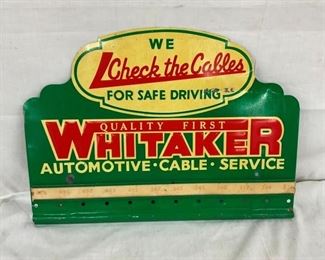 WE
Check the Cables
FOR SAFE DRIVING
QUALITY FIRST
WHITAKER
AUTOMOTIVE·CABLE·SERVICE